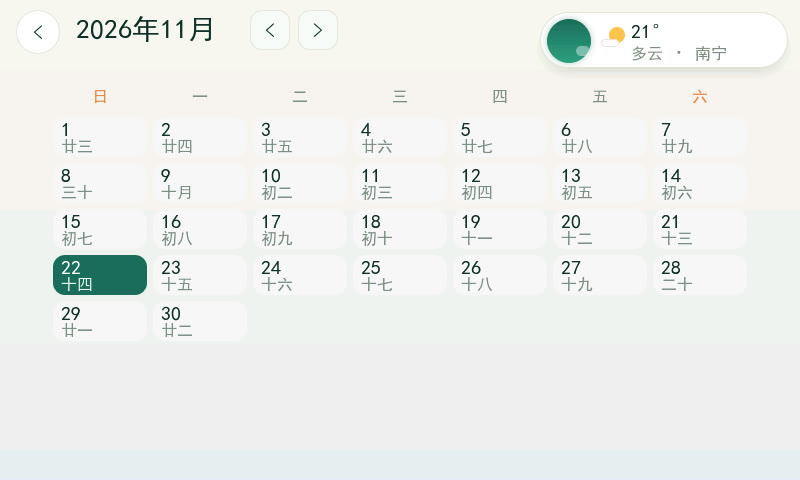 2026年11月
21°
多云 · 南宁
日 一 二 三 四 五 六
1 2 3 4 5 6 7
廿三 廿四 廿五 廿六 廿七 廿八 廿九
8 9 10 11 12 13 14
三十 十月 初二 初三 初四 初五 初六
15 16 17 18 19 20 21
初七 初八 初九 初十 十一 十二 十三
22 23 24 25 26 27 28
十四 十五 十六 十七 十八 十九 二十
29 30
廿一 廿二